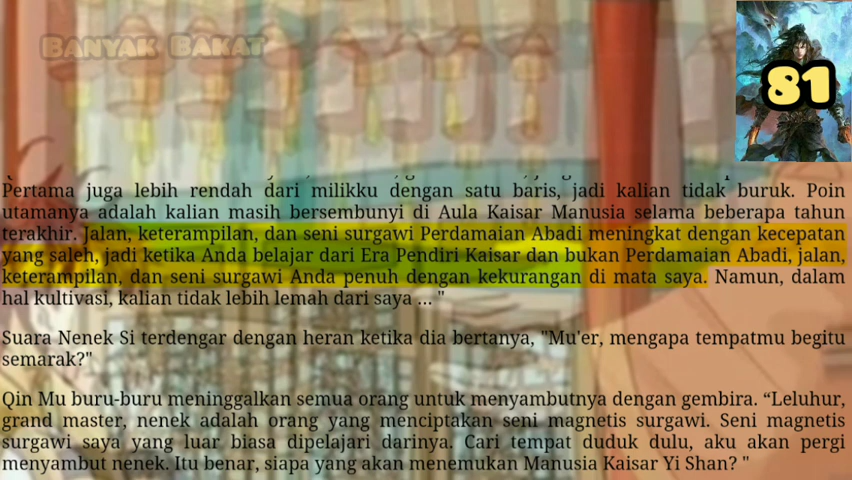 BANYAK BAKAT
81
Pertama juga lebih rendah dari milikku dengan satu baris, jadi kalian tidak buruk. Poin
utamanya adalah kalian masih bersembunyi di Aula Kaisar Manusia selama beberapa tahun
terakhir. Jalan, keterampilan, dan seni surgawi Perdamaian Abadi meningkat dengan kecepatan
yang saleh, jadi ketika Anda belajar dari Era Pendiri Kaisar dan bukan Perdamaian Abadi, jalan,
keterampilan, dan seni surgawi Anda penuh dengan kekurangan di mata saya. Namun, dalam
hal kultivasi, kalian tidak lebih lemah dari saya ... "
Suara Nenek Si terdengar dengan heran ketika dia bertanya, "Mu'er, mengapa tempatmu begitu
semarak?"
Qin Mu buru-buru meninggalkan semua orang untuk menyambutnya dengan gembira. “Leluhur,
grand master, nenek adalah orang yang menciptakan seni magnetis surgawi. Seni magnetis
surgawi saya yang luar biasa dipelajari darinya. Cari tempat duduk dulu, aku akan pergi
menyambut nenek. Itu benar, siapa yang akan menemukan Manusia Kaisar Yi Shan? "